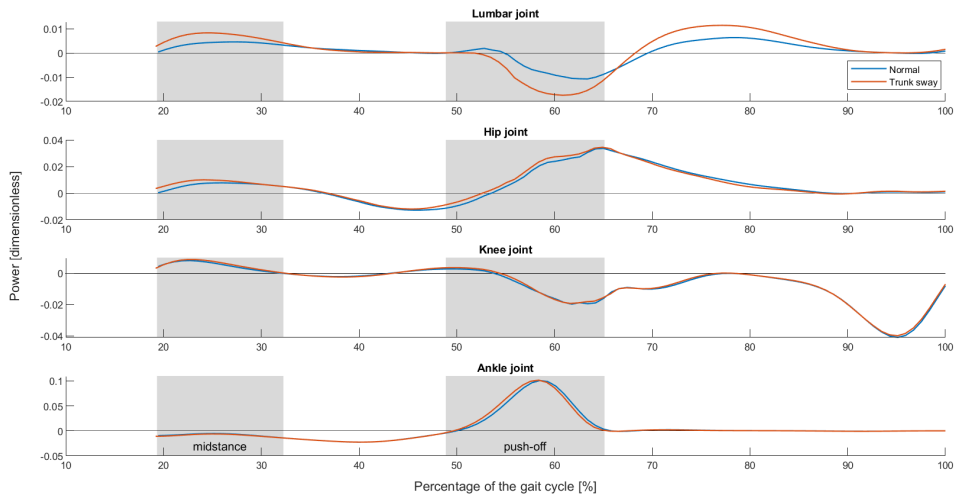 Lumbar joint
0.01
0
-0.01
-0.02
10 20 30 40 50 60 70 80 90 100
Normal
Trunk sway
Hip joint
0.04
0.02
0
0.02
10 20 30 40 50 60 70 80 90 100
Knee joint
0
-0.02
-0.04
10 20 30 40 50 60 70 80 90 100
Ankle joint
0.1
0.05
0
-0.05
midstance
push-off
10 20 30 40 50 60 70 80 90 100
Power [dimensionless]
Percentage of the gait cycle [%]